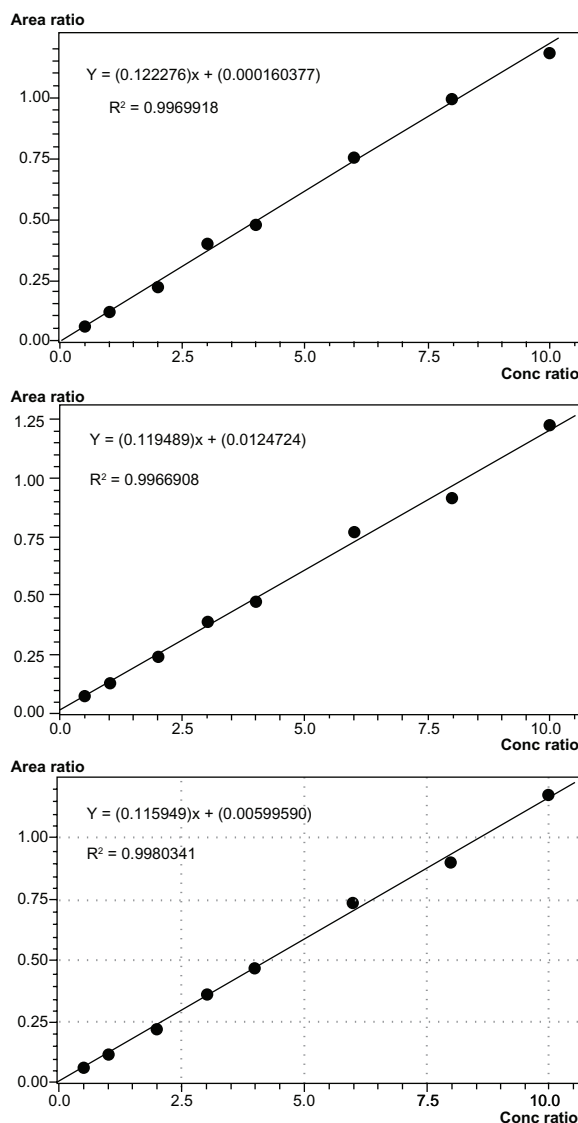 Area ratio
Y = (0.122276)x + (0.000160377)
R² = 0.9969918
1.00
0.75
0.50
0.25
0.00
0.0 2.5 5.0 7.5 10.0
Conc ratio
Area ratio
1.25
Y = (0.119489)x + (0.0124724)
R² = 0.9966908
1.00
0.75
0.50
0.25
0.00
0.0 2.5 5.0 7.5 10.0
Conc ratio
Area ratio
Y = (0.115949)x + (0.00599590)
R² = 0.9980341
1.00
0.75
0.50
0.25
0.00
0.0 2.5 5.0 7.5 10.0
Conc ratio